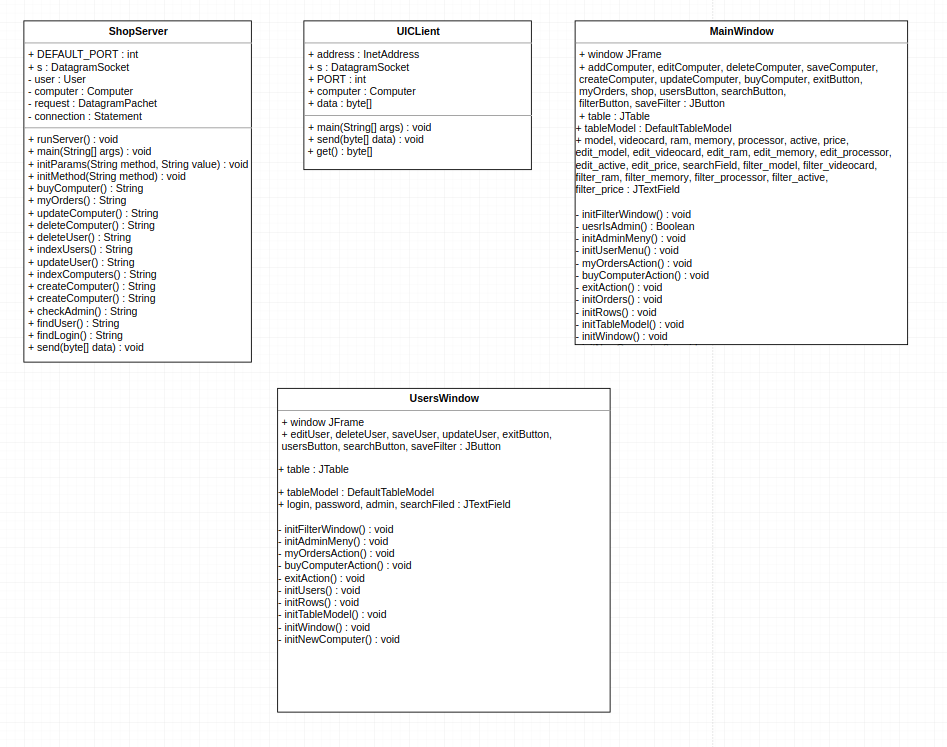 ShopServer
+ DEFAULT_PORT : int
+ s : DatagramSocket
- user : User
- computer : Computer
- request : DatagramPachet
- connection : Statement
+ runServer() : void
+ main(String[] args) : void
+ initParams(String method, String value) : void
+ initMethod(String method) : void
+ buyComputer() : String
+ myOrders() : String
+ updateComputer() : String
+ deleteComputer() : String
+ deleteUser() : String
+ indexUsers() : String
+ updateUser() : String
+ indexComputers() : String
+ createComputer() : String
+ createComputer() : String
+ checkAdmin() : String
+ findUser() : String
+ findLogin() : String
+ send(byte[] data) : void
UICLient
+ address : InetAddress
+ s : DatagramSocket
+ PORT : int
+ computer : Computer
+ data : byte[]
+ main(String[] args) : void
+ send(byte[] data) : void
+ get() : byte[]
MainWindow
+ window JFrame
+ addComputer, editComputer, deleteComputer, saveComputer,
createComputer, updateComputer, buyComputer, exitButton,
myOrders, shop, usersButton, searchButton,
filterButton, saveFilter : JButton
+ table : JTable
+ tableModel : DefaultTableModel
+ model, videocard, ram, memory, processor, active, price,
edit_model, edit_videocard, edit_ram, edit_memory, edit_processor,
edit_active, edit_price, searchField, filter_model, filter_videocard,
filter_ram, filter_memory, filter_processor, filter_active,
filter_price : JTextField
- initFilterWindow() : void
- uesrIsAdmin() : Boolean
- initAdminMeny() : void
- initUserMenu() : void
- myOrdersAction() : void
- buyComputerAction() : void
- exitAction() : void
- initOrders() : void
- initRows() : void
- initTableModel() : void
- initWindow() : void
UsersWindow
+ window JFrame
+ editUser, deleteUser, saveUser, updateUser, exitButton,
usersButton, searchButton, saveFilter : JButton
+ table : JTable
+ tableModel : DefaultTableModel
+ login, password, admin, searchFiled : JTextField
- initFilterWindow() : void
- initAdminMeny() : void
- myOrdersAction() : void
- buyComputerAction() : void
- exitAction() : void
- initUsers() : void
- initRows() : void
- initTableModel() : void
- initWindow() : void
- initNewComputer() : void